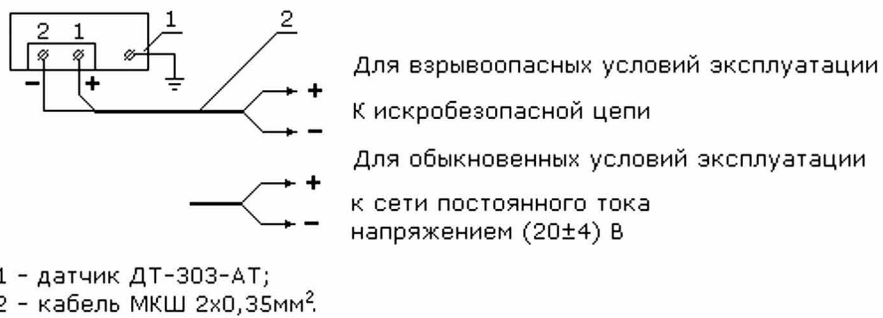 1
2
2 1
− +
+
Для взрывоопасных условий эксплуатации
К искробезопасной цепи
−
Для обыкновенных условий эксплуатации
+
к сети постоянного тока
напряжением (20±4) В
−
1 - датчик ДТ-303-АТ;
2 - кабель МКШ 2х0,35мм².